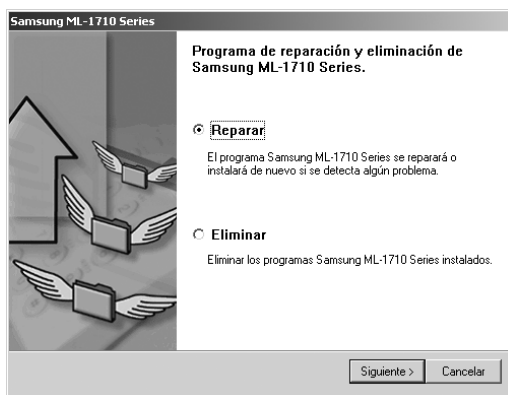 Samsung ML-1710 Series
Programa de reparación y eliminación de
Samsung ML-1710 Series.
Reparar
El programa Samsung ML-1710 Series se reparará o
instalará de nuevo si se detecta algún problema.
Eliminar
Eliminar los programas Samsung ML-1710 Series instalados.
Siguiente >
Cancelar